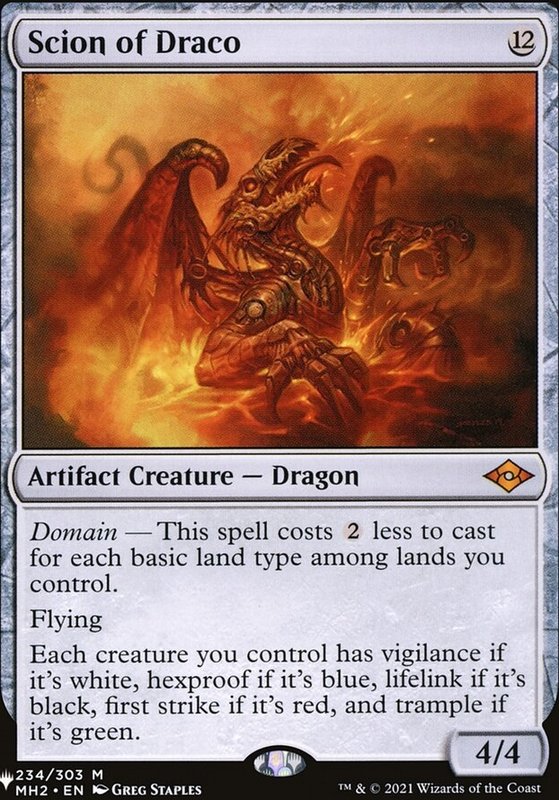 Scion of Draco 12
Artifact Creature — Dragon
Domain — This spell costs 2 less to cast
for each basic land type among lands you
control.
Flying
Each creature you control has vigilance if
it's white, hexproof if it's blue, lifelink if it's
black, first strike if it's red, and trample if
it's green.
4/4
234/303 M
MH2 • EN GREG STAPLES
™ & © 2021 Wizards of the Coast